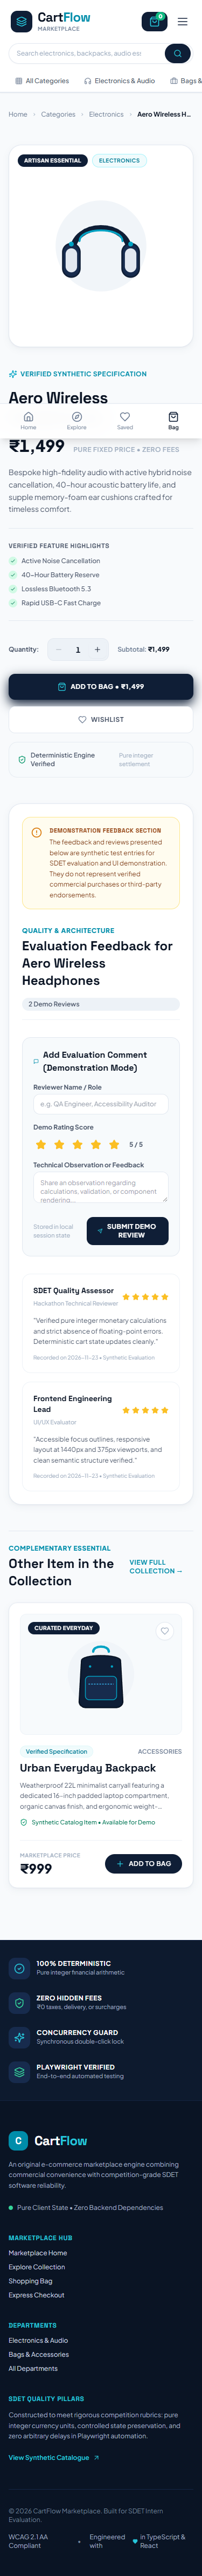 CartFlow
MARKETPLACE
0
Search electronics, backpacks, audio ess
All Categories
Electronics & Audio
Bags &
Home > Categories > Electronics > Aero Wireless H...
ARTISAN ESSENTIAL
ELECTRONICS
VERIFIED SYNTHETIC SPECIFICATION
Aero Wireless
Home
Explore
Saved
Bag
₹1,499
PURE FIXED PRICE • ZERO FEES
Bespoke high-fidelity audio with active hybrid noise
cancellation, 40-hour acoustic battery life, and
supple memory-foam ear cushions crafted for
timeless comfort.
VERIFIED FEATURE HIGHLIGHTS
Active Noise Cancellation
40-Hour Battery Reserve
Lossless Bluetooth 5.3
Rapid USB-C Fast Charge
Quantity:
1
Subtotal: ₹1,499
ADD TO BAG • ₹1,499
WISHLIST
Deterministic Engine
Verified
Pure integer
settlement
DEMONSTRATION FEEDBACK SECTION
The feedback and reviews presented
below are synthetic test entries for
SDET evaluation and UI demonstration.
They do not represent verified
commercial purchases or third-party
endorsements.
QUALITY & ARCHITECTURE
Evaluation Feedback for
Aero Wireless
Headphones
2 Demo Reviews
Add Evaluation Comment
(Demonstration Mode)
Reviewer Name / Role
e.g. QA Engineer, Accessibility Auditor
Demo Rating Score
5 / 5
Technical Observation or Feedback
Share an observation regarding
calculations, validation, or component
rendering...
Stored in local
session state
SUBMIT DEMO
REVIEW
SDET Quality Assessor
Hackathon Technical Reviewer
"Verified pure integer monetary calculations
and strict absence of floating-point errors.
Deterministic cart state updates cleanly."
Recorded on 2026-11-23 • Synthetic Evaluation
Frontend Engineering
Lead
UI/UX Evaluator
"Accessible focus outlines, responsive
layout at 1440px and 375px viewports, and
clean semantic structure verified."
Recorded on 2026-11-23 • Synthetic Evaluation
COMPLEMENTARY ESSENTIAL
Other Item in the
Collection
VIEW FULL
COLLECTION →
CURATED EVERYDAY
Verified Specification
ACCESSORIES
Urban Everyday Backpack
Weatherproof 22L minimalist carryall featuring a
dedicated 16-inch padded laptop compartment,
organic canvas finish, and ergonomic weight-...
Synthetic Catalog Item • Available for Demo
MARKETPLACE PRICE
₹999
ADD TO BAG
100% DETERMINISTIC
Pure integer financial arithmetic
ZERO HIDDEN FEES
₹0 taxes, delivery, or surcharges
CONCURRENCY GUARD
Synchronous double-click lock
PLAYWRIGHT VERIFIED
End-to-end automated testing
C
CartFlow
An original e-commerce marketplace engine combining
commercial conversion with competition-grade SDET
software reliability.
Pure Client State • Zero Backend Dependencies
MARKETPLACE HUB
Marketplace Home
Explore Collection
Shopping Bag
Express Checkout
DEPARTMENTS
Electronics & Audio
Bags & Accessories
All Departments
SDET QUALITY PILLARS
Constructed to meet rigorous competition rubrics: pure
integer currency units, controlled state preservation, and
zero arbitrary delays in Playwright automation.
View Synthetic Catalogue
© 2026 CartFlow Marketplace. Built for SDET Intern
Evaluation.
WCAG 2.1 AA
Compliant
•
Engineered
with
in TypeScript &
React